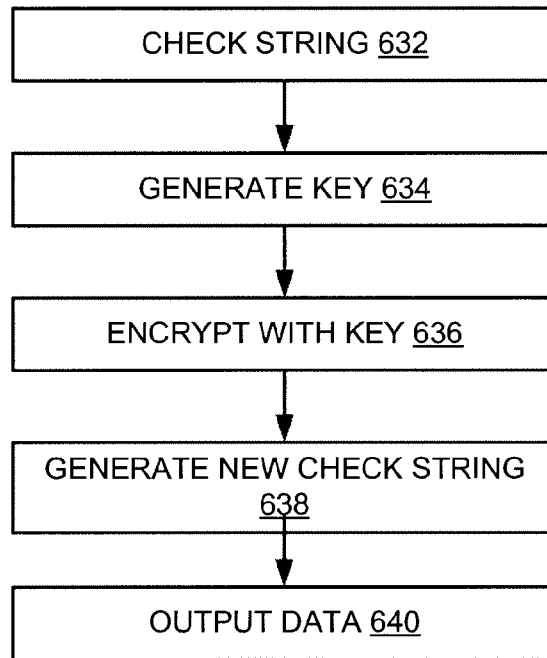 CHECK STRING 632
GENERATE KEY 634
ENCRYPT WITH KEY 636
GENERATE NEW CHECK STRING
638
OUTPUT DATA 640